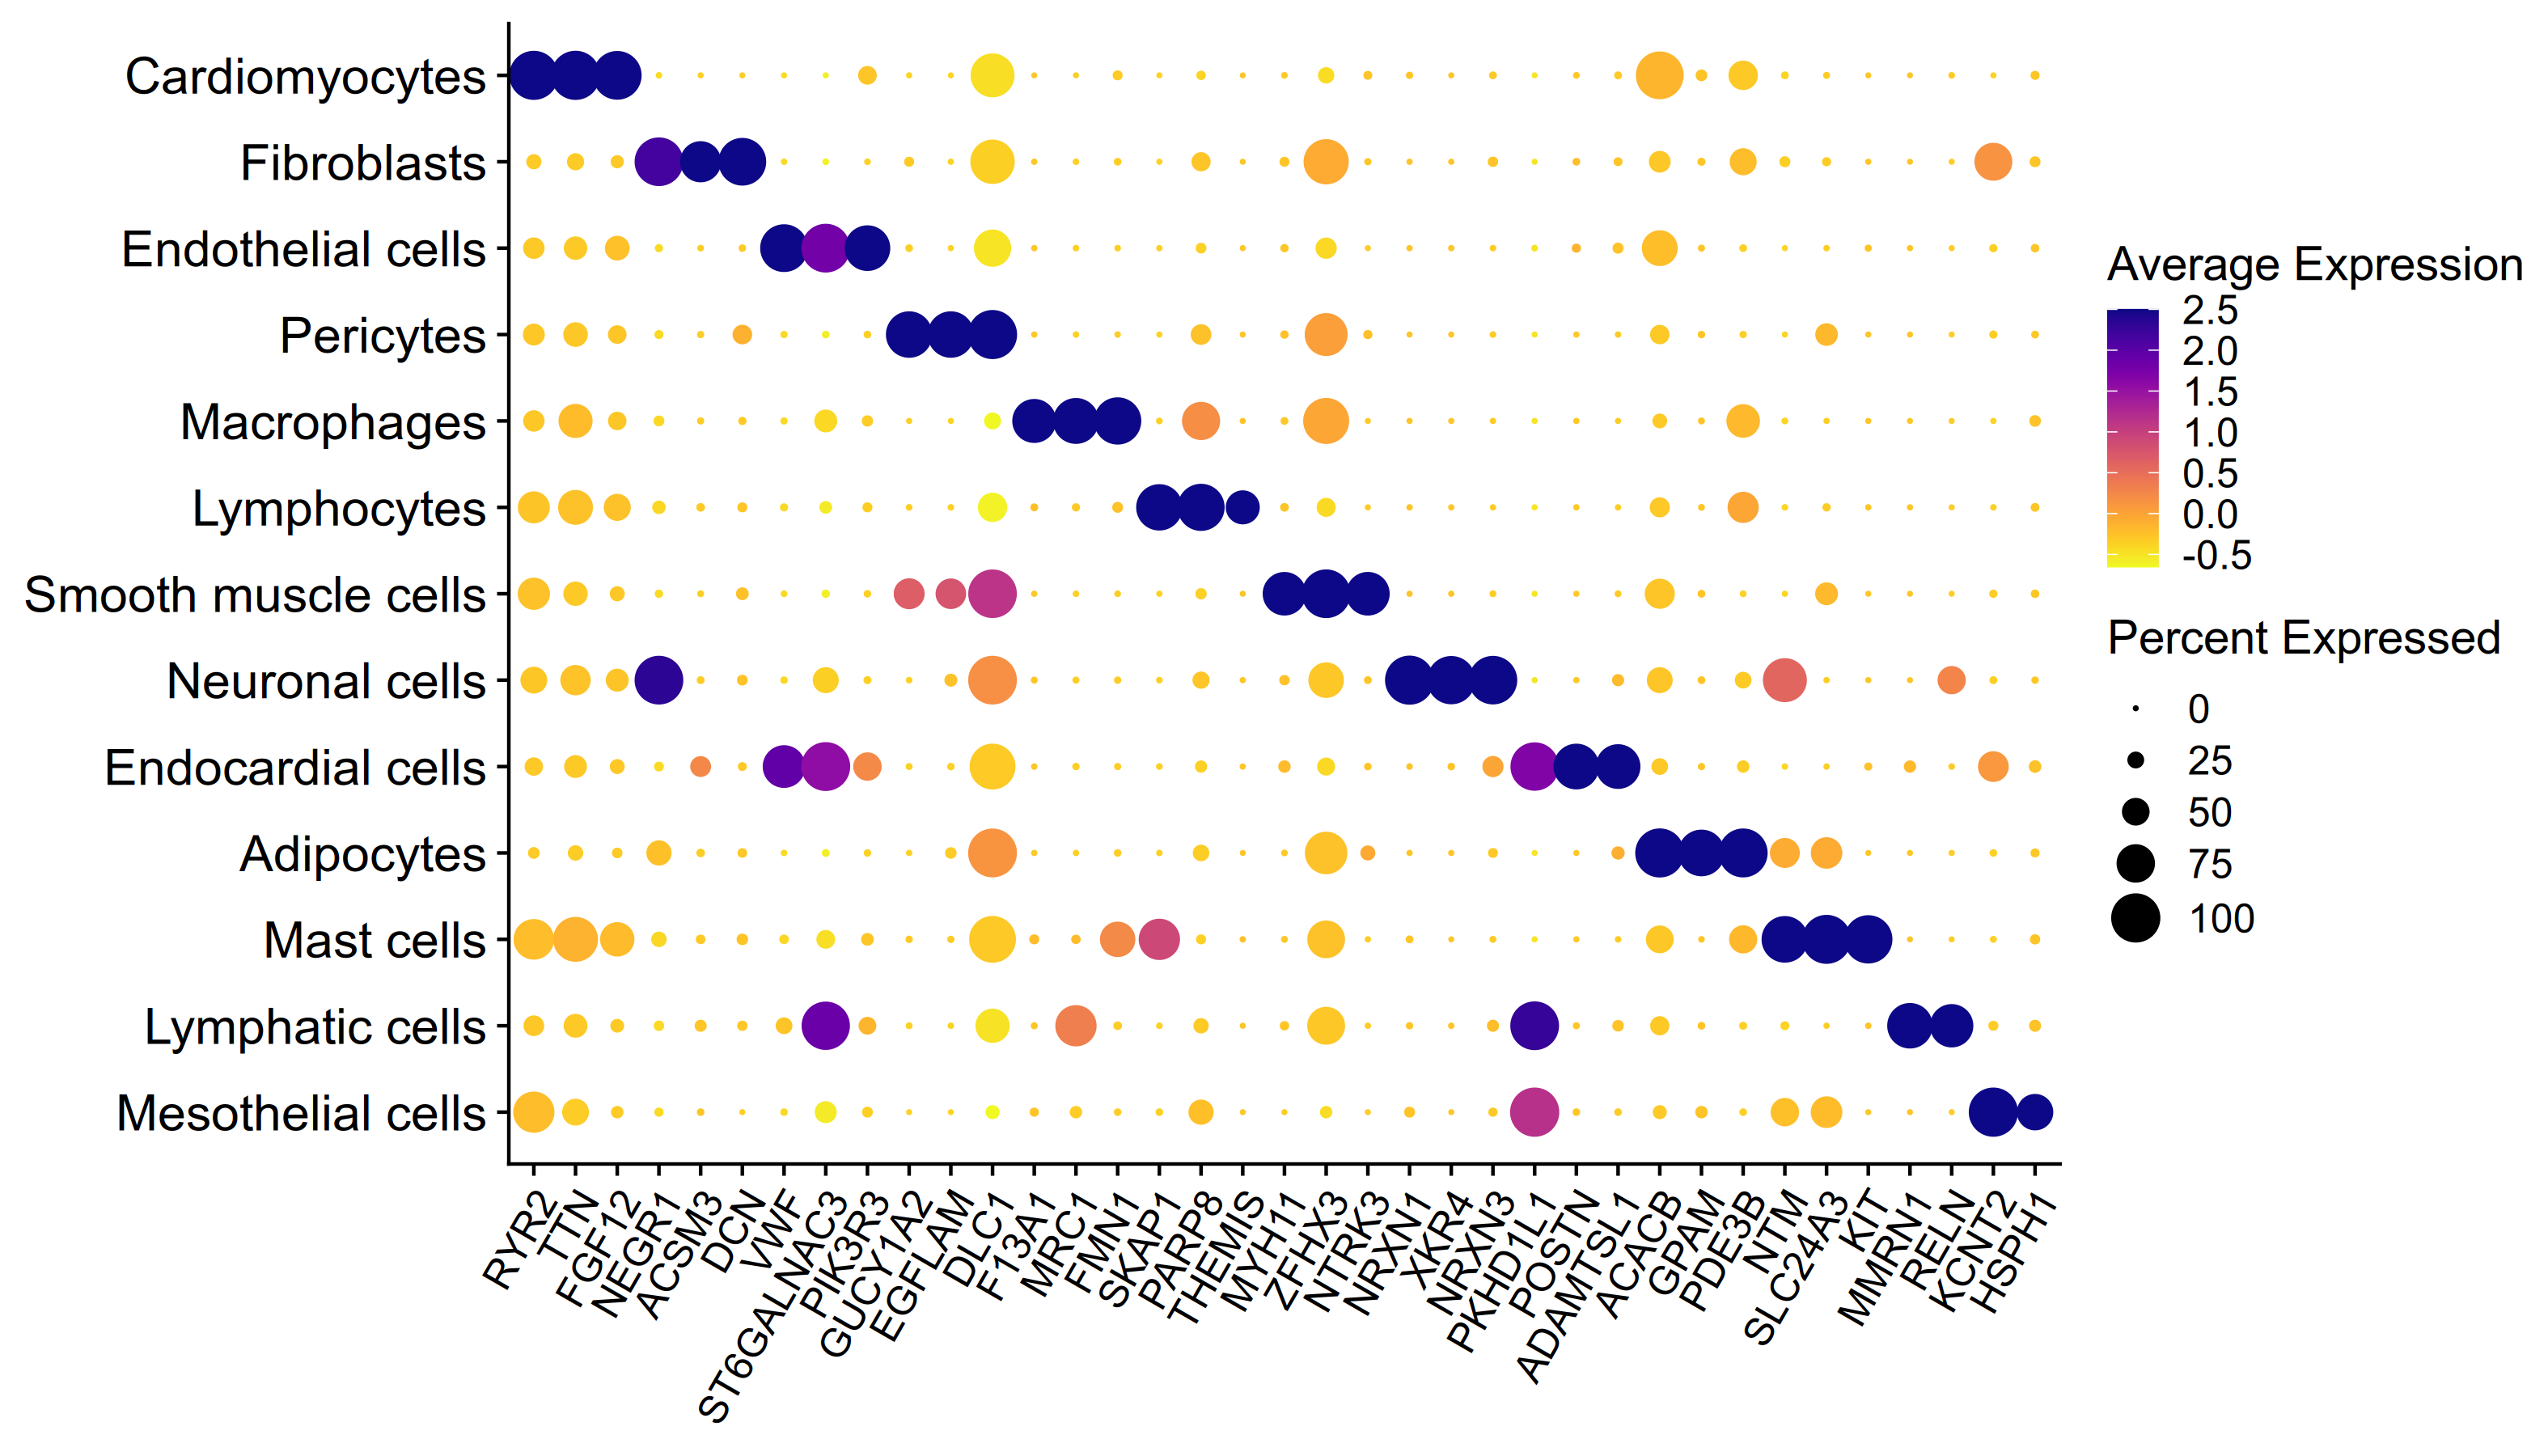 Cardiomyocytes
Fibroblasts
Endothelial cells
Pericytes
Macrophages
Lymphocytes
Smooth muscle cells
Neuronal cells
Endocardial cells
Adipocytes
Mast cells
Lymphatic cells
Mesothelial cells
RYR2
TTN
FGF12
NEGR1
ACSM3
DCN
VWF
ST6GALNAC3
PIK3R3
GUCY1A2
EGFLAM
DLC1
F13A1
MRC1
FMN1
SKAP1
PARP8
THEMIS
MYH11
ZFHX3
NTRK3
NRXN1
XKR4
NRXN3
PKHD1L1
POSTN
ADAMTSL1
ACACB
GPAM
PDE3B
NTM
SLC24A3
KIT
MMRN1
RELN
KCNT2
HSPH1
Average Expression
2.5
2.0
1.5
1.0
0.5
0.0
-0.5
Percent Expressed
0
25
50
75
100